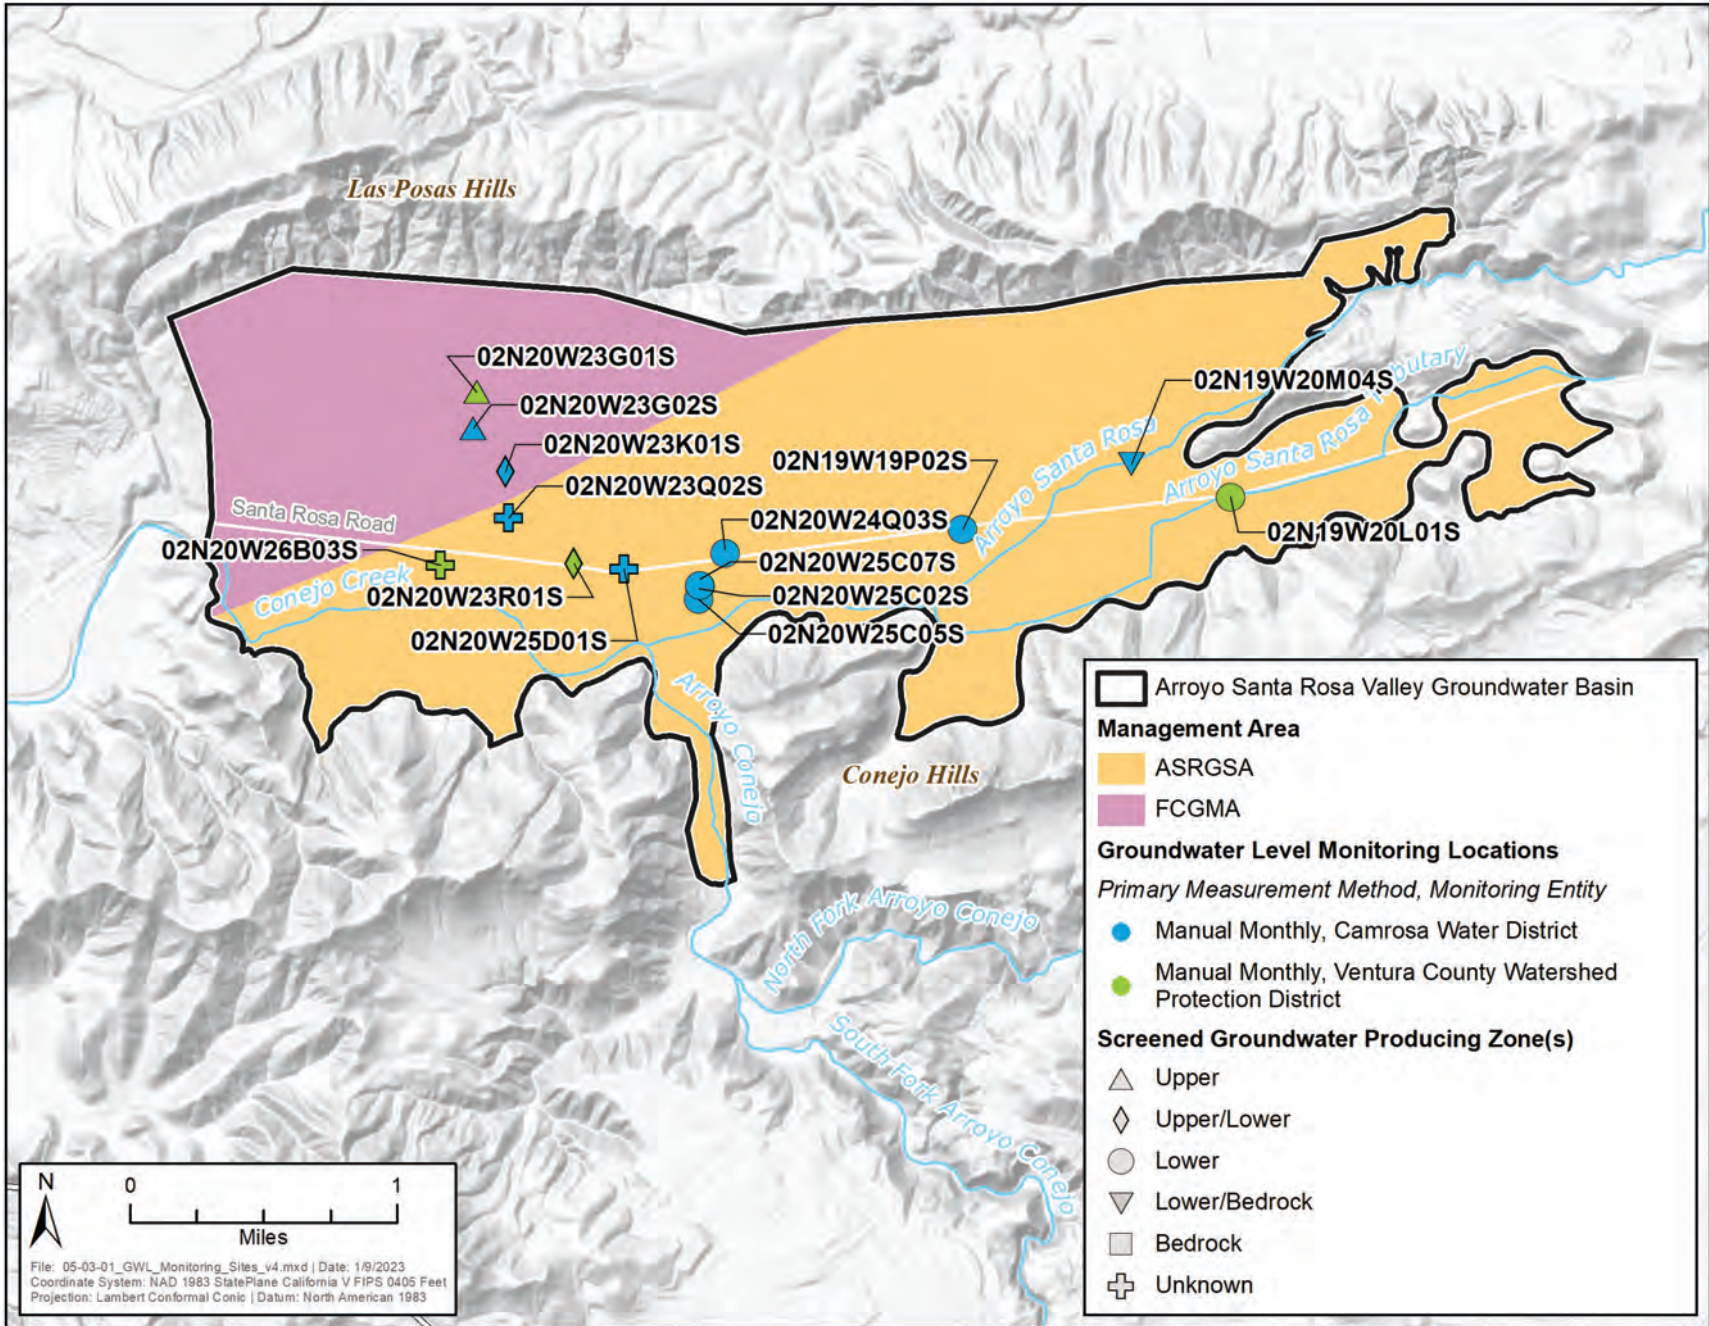 Las Posas Hills
02N20W23G01S
02N20W23G02S
02N20W23K01S
02N20W23Q02S
02N19W20M04S
02N19W19P02S
02N20W24Q03S
Arroyo Santa Rosa
Arroyo Santa Rosa Tributary
Santa Rosa Road
02N20W26B03S
02N20W25C07S
02N19W20L01S
Conejo Creek
02N20W23R01S
02N20W25C02S
02N20W25D01S
02N20W25C05S
Arroyo Conejo
Conejo Hills
North Fork Arroyo Conejo
South Fork Arroyo Conejo
Arroyo Santa Rosa Valley Groundwater Basin
Management Area
ASRGSA
FCGMA
Groundwater Level Monitoring Locations
Primary Measurement Method, Monitoring Entity
Manual Monthly, Camrosa Water District
Manual Monthly, Ventura County Watershed
Protection District
Screened Groundwater Producing Zone(s)
Upper
Upper/Lower
Lower
Lower/Bedrock
Bedrock
Unknown
N
0 1
Miles
File: 05-03-01_GWL_Monitoring_Sites_v4.mxd | Date: 1/9/2023
Coordinate System: NAD 1983 StatePlane California V FIPS 0405 Feet
Projection: Lambert Conformal Conic | Datum: North American 1983